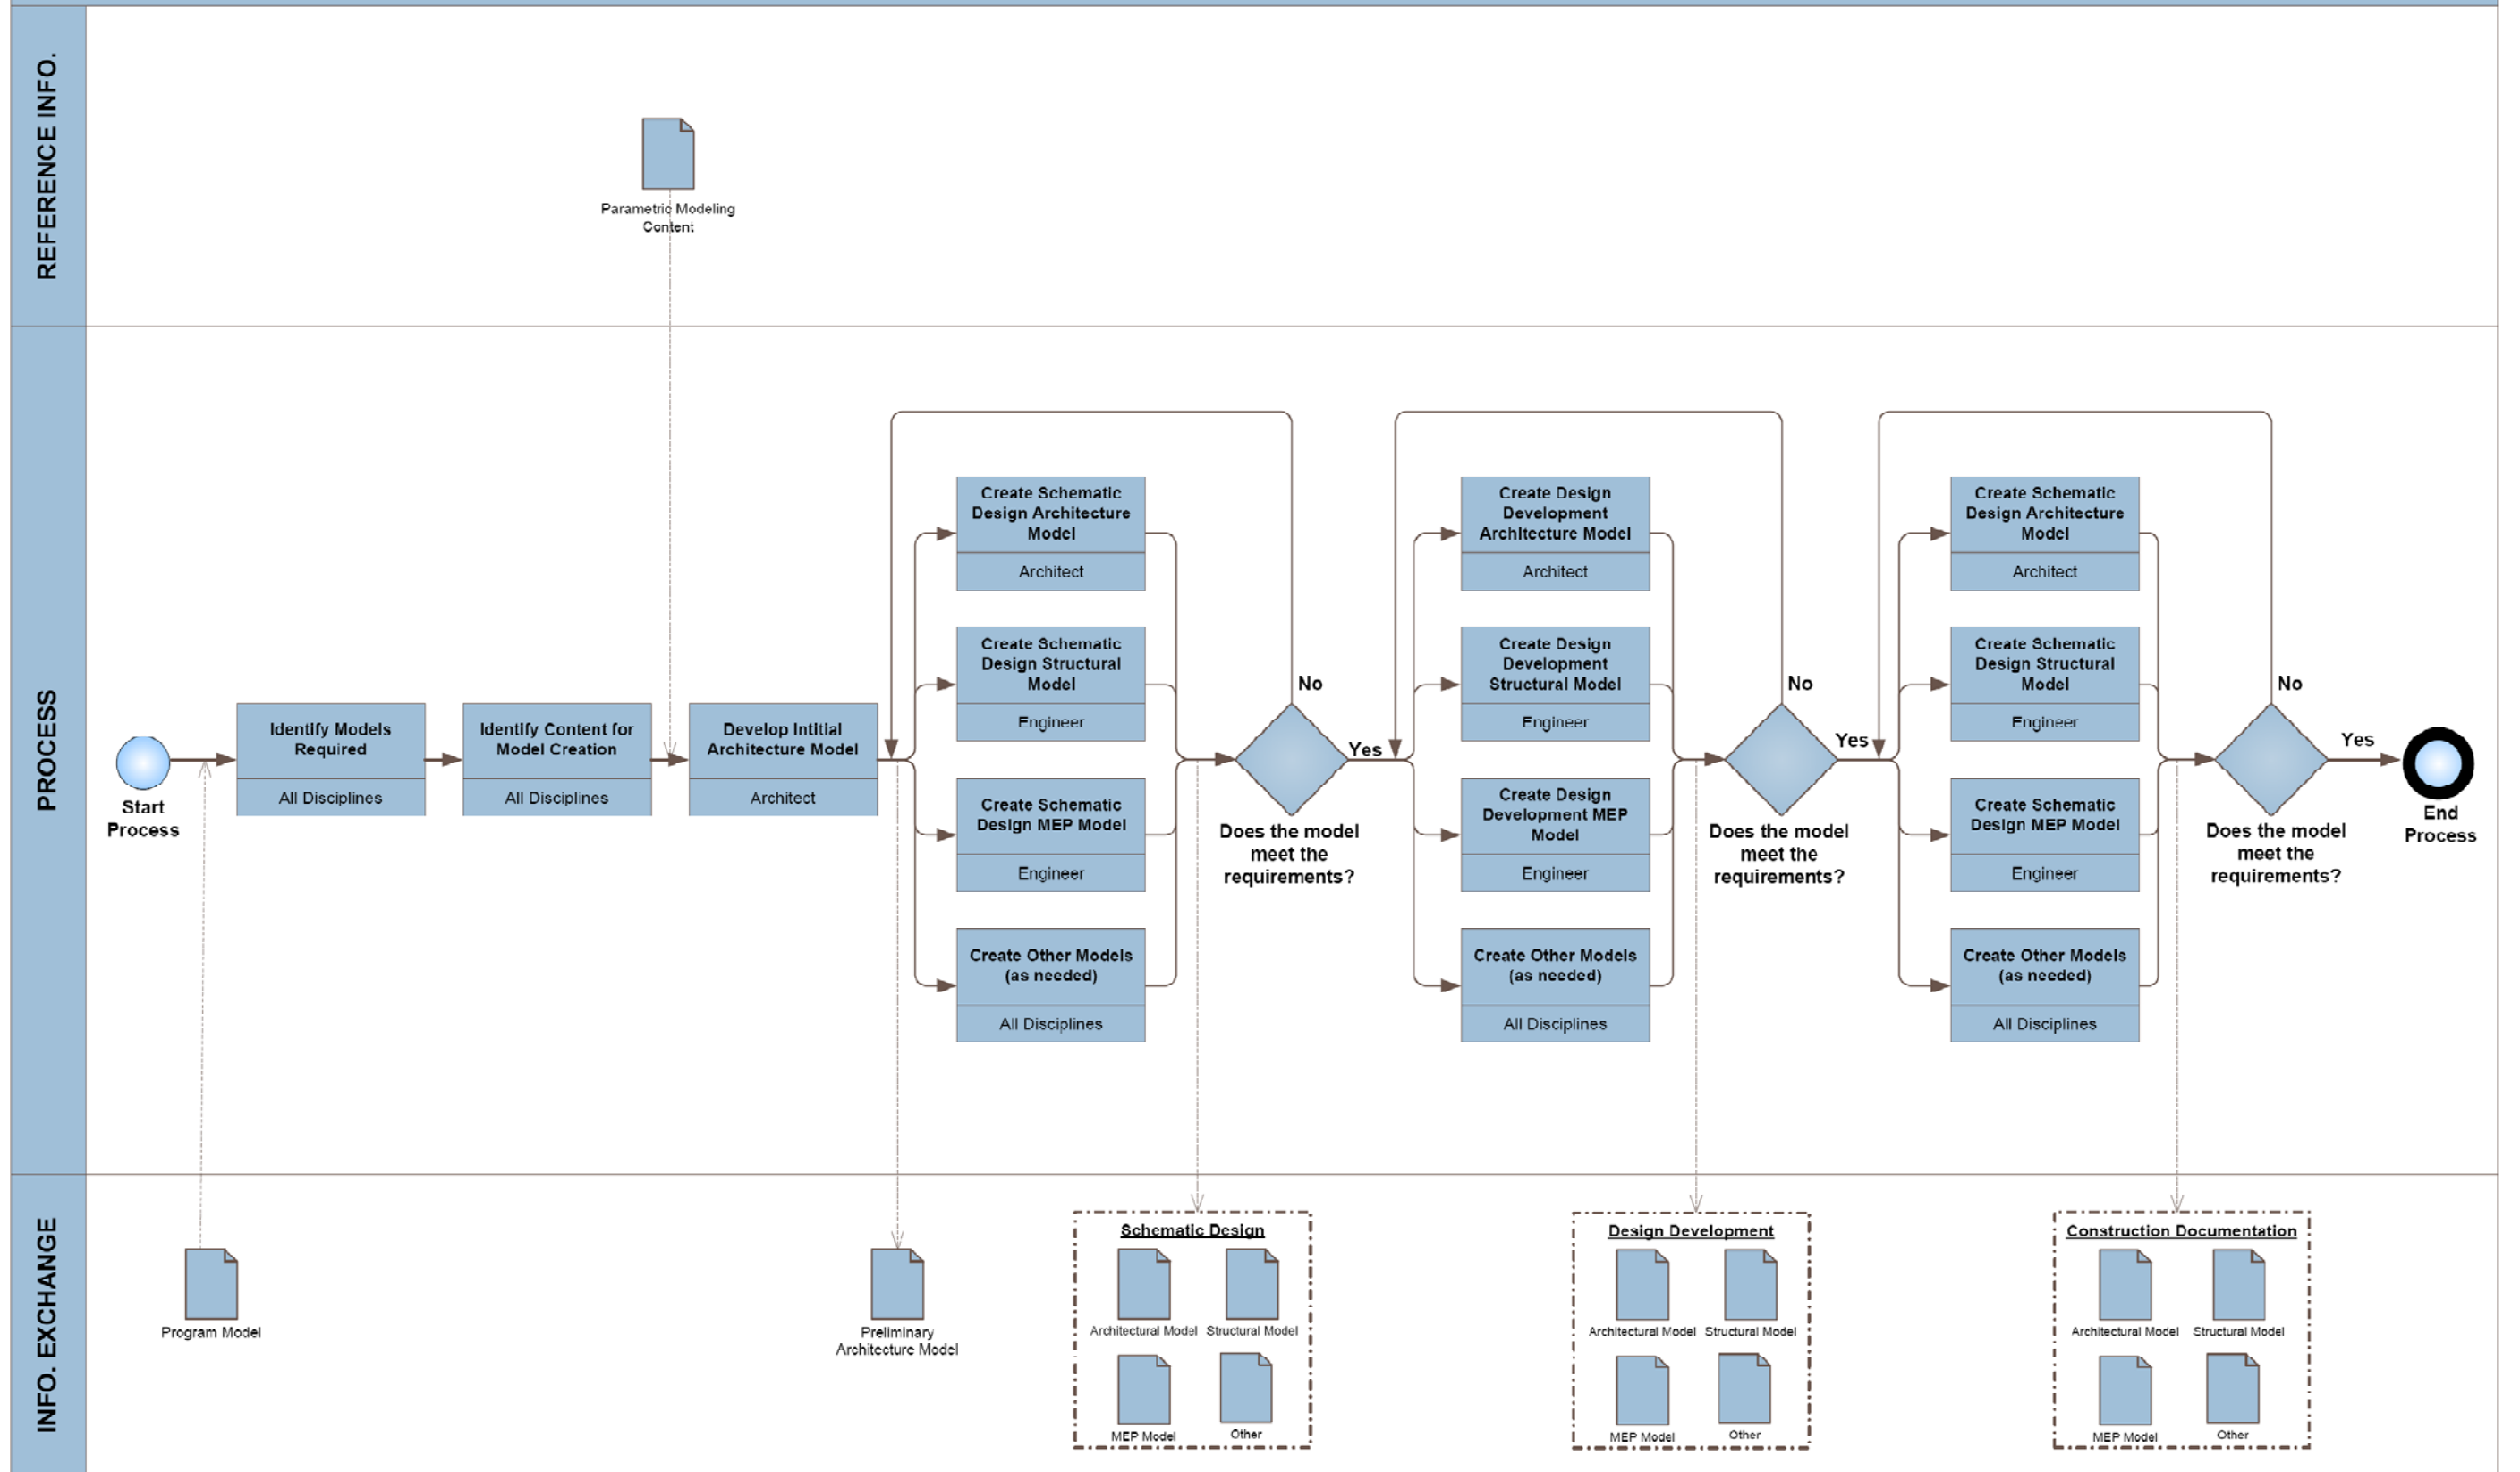 REFERENCE INFO.
Parametric Modeling
Content
PROCESS
Start
Process
Identify Models
Required
All Disciplines
Identify Content for
Model Creation
All Disciplines
Develop Intitial
Architecture Model
Architect
Create Schematic
Design Architecture
Model
Architect
Create Schematic
Design Structural
Model
Engineer
Create Schematic
Design MEP Model
Engineer
Create Other Models
(as needed)
All Disciplines
No
Yes
Does the model
meet the
requirements?
Create Design
Development
Architecture Model
Architect
Create Design
Development
Structural Model
Engineer
Create Design
Development MEP
Model
Engineer
Create Other Models
(as needed)
All Disciplines
No
Yes
Does the model
meet the
requirements?
Create Schematic
Design Architecture
Model
Architect
Create Schematic
Design Structural
Model
Engineer
Create Schematic
Design MEP Model
Engineer
Create Other Models
(as needed)
All Disciplines
No
Yes
Does the model
meet the
requirements?
End
Process
INFO. EXCHANGE
Program Model
Preliminary
Architecture Model
Schematic Design
Architectural Model
Structural Model
MEP Model
Other
Design Development
Architectural Model
Structural Model
MEP Model
Other
Construction Documentation
Architectural Model
Structural Model
MEP Model
Other